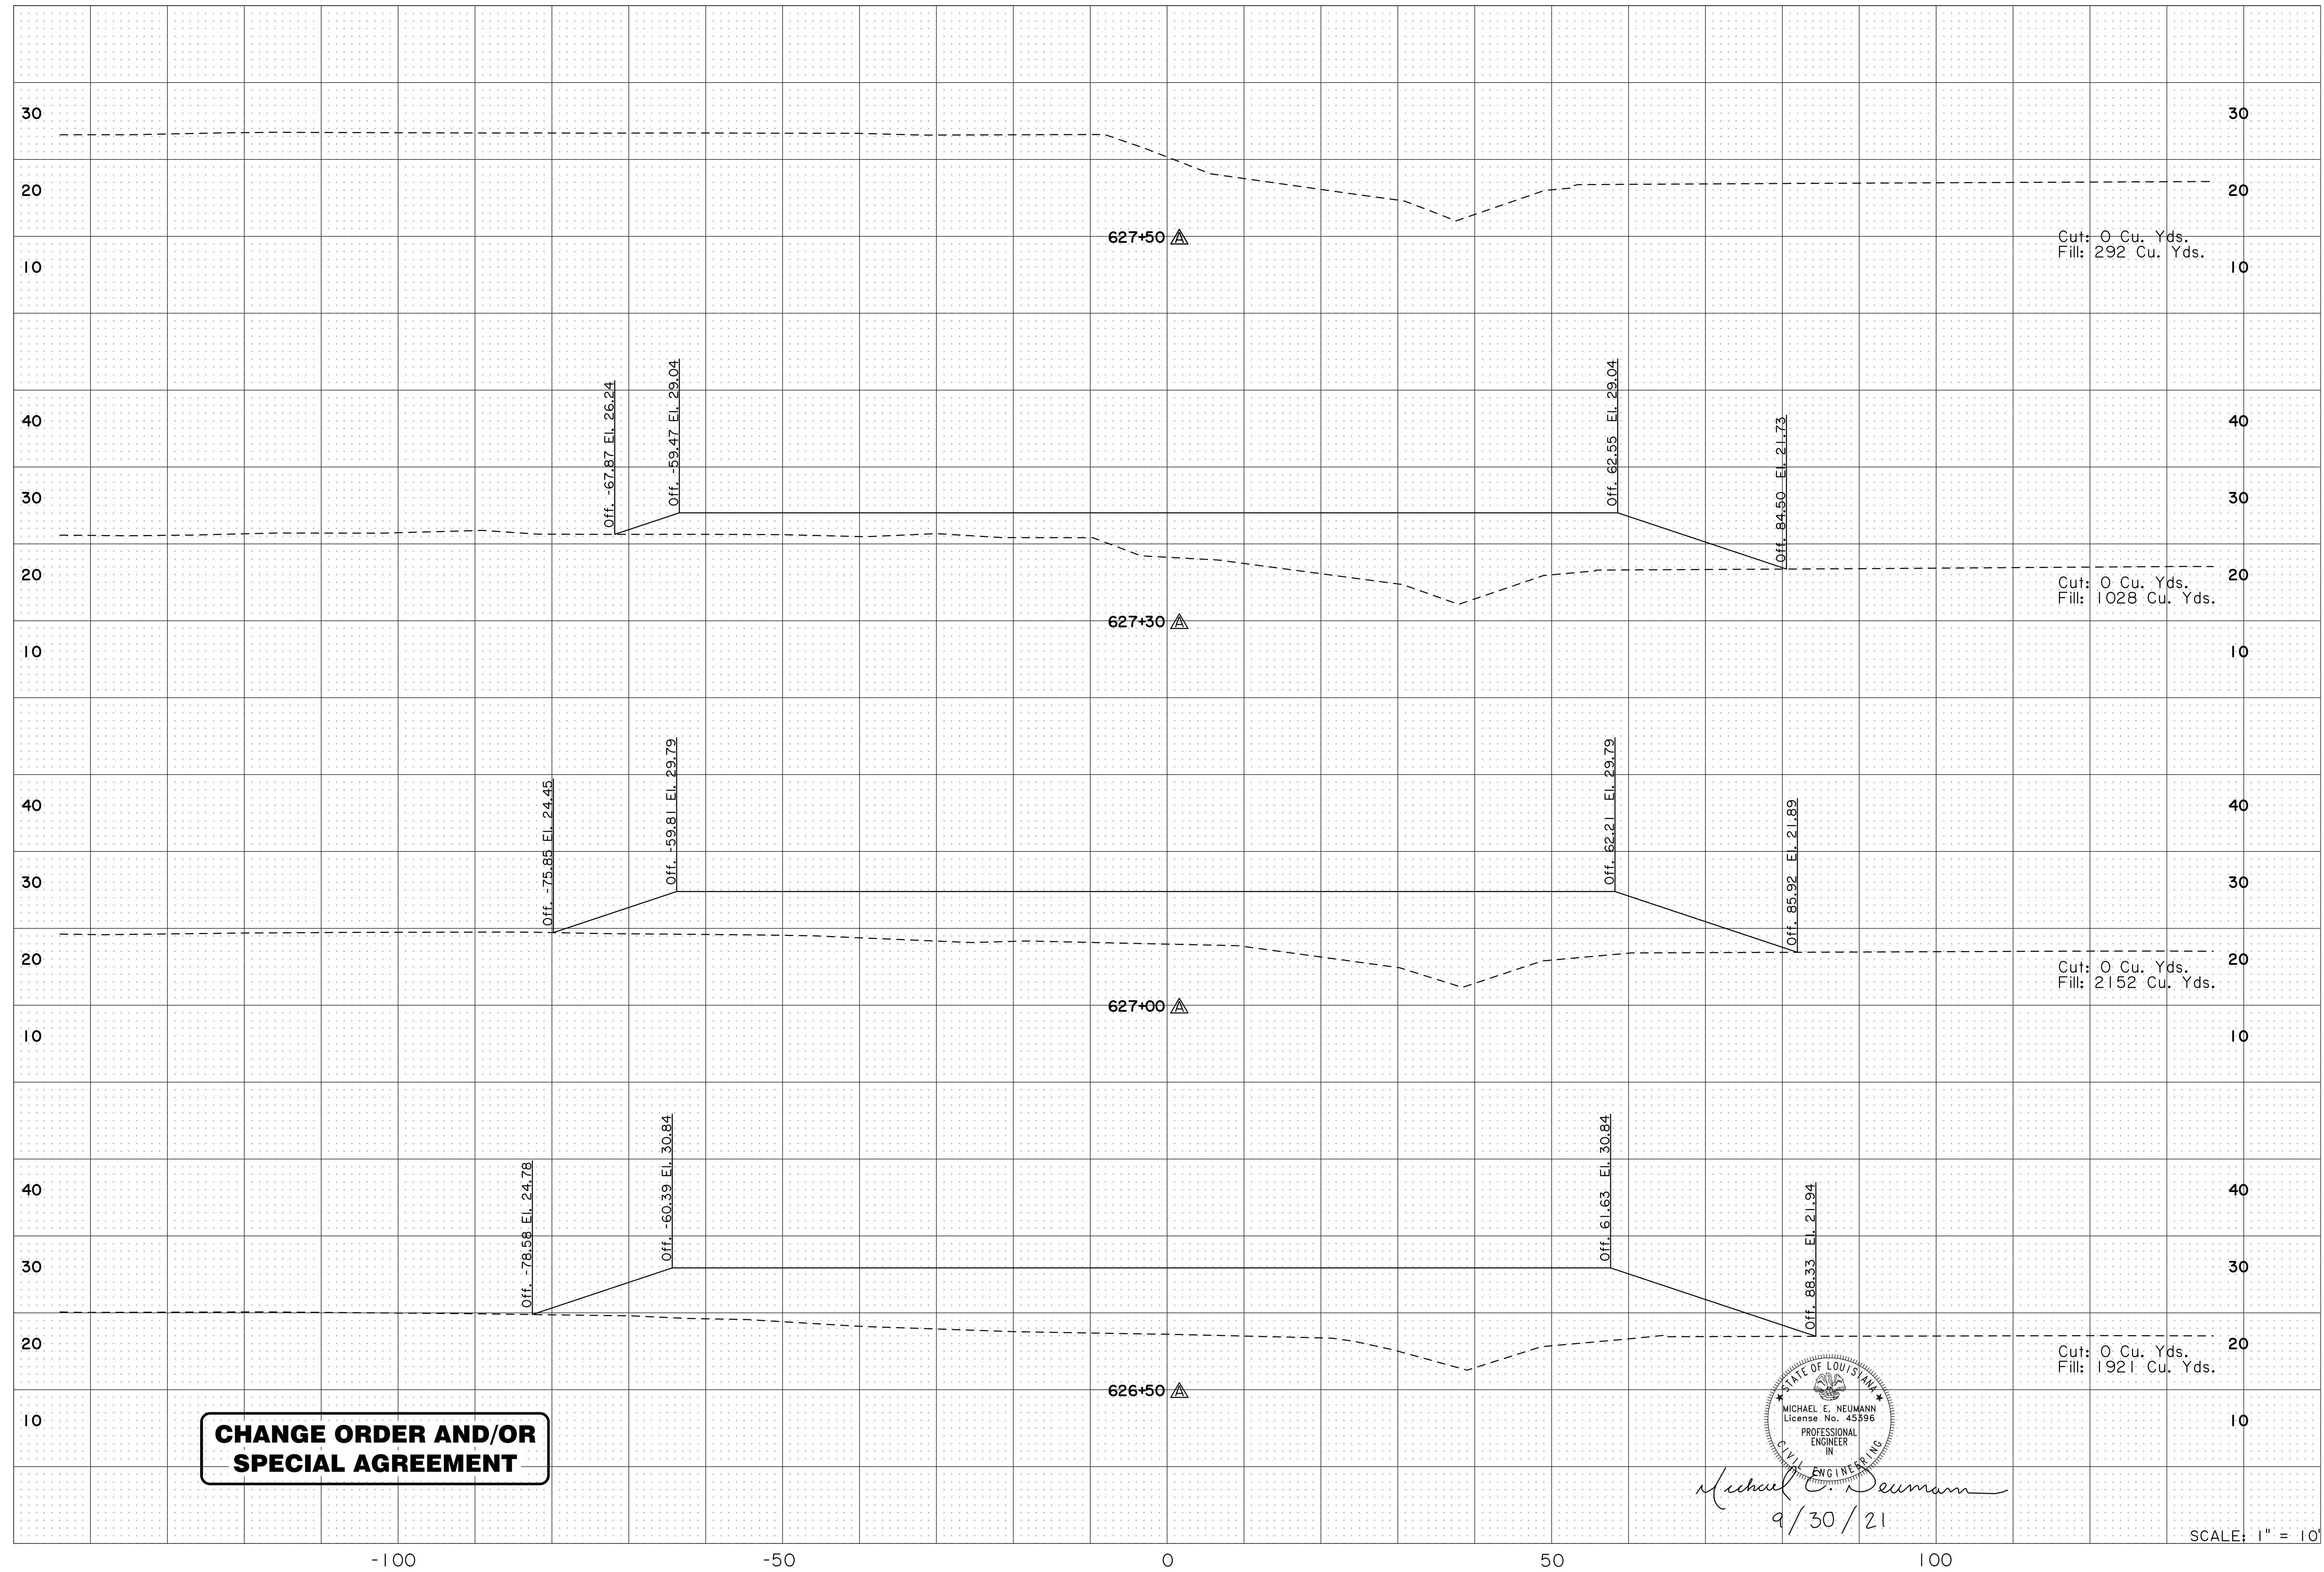 30 30
20 20
627+50 A
Cut: 0 Cu. Yds.
Fill: 292 Cu. Yds.
10 10
Off. -67.87 El. 26.24
Off. -59.47 El. 29.04
Off. 62.55 El. 29.04
Off. 84.50 El. 21.73
40 40
30 30
20 20
Cut: 0 Cu. Yds.
Fill: 1028 Cu. Yds.
627+30 A
10 10
Off. -75.85 El. 24.45
Off. -59.81 El. 29.79
Off. 62.21 El. 29.79
Off. 85.92 El. 21.89
40 40
30 30
20 20
Cut: 0 Cu. Yds.
Fill: 2152 Cu. Yds.
627+00 A
10 10
Off. -78.58 El. 24.78
Off. -60.39 El. 30.84
Off. 61.63 El. 30.84
Off. 88.33 El. 21.94
40 40
30 30
20 20
Cut: 0 Cu. Yds.
Fill: 1921 Cu. Yds.
626+50 A
10 10
CHANGE ORDER AND/OR
SPECIAL AGREEMENT
STATE OF LOUISIANA
MICHAEL E. NEUMANN
License No. 45396
PROFESSIONAL
ENGINEER
IN
CIVIL ENGINEERING
Michael E. Neumann
9/30/21
SCALE: 1" = 10'
-100 -50 0 50 100